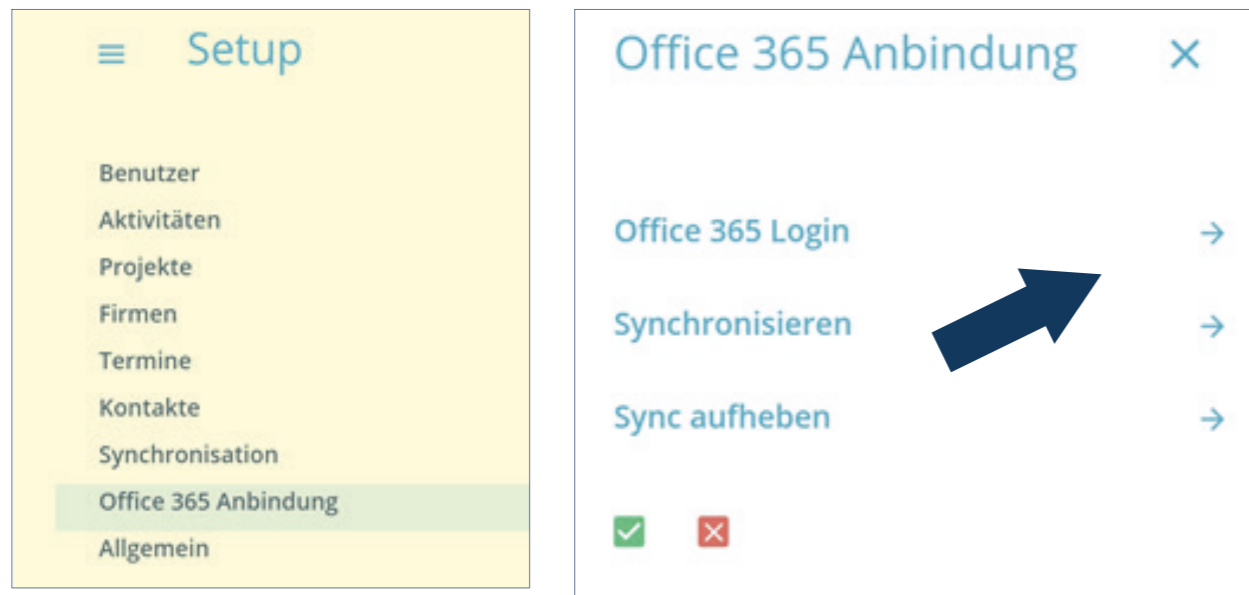 Setup
Benutzer
Aktivitäten
Projekte
Firmen
Termine
Kontakte
Synchronisation
Office 365 Anbindung
Allgemein
Office 365 Anbindung
Office 365 Login
Synchronisieren
Sync aufheben